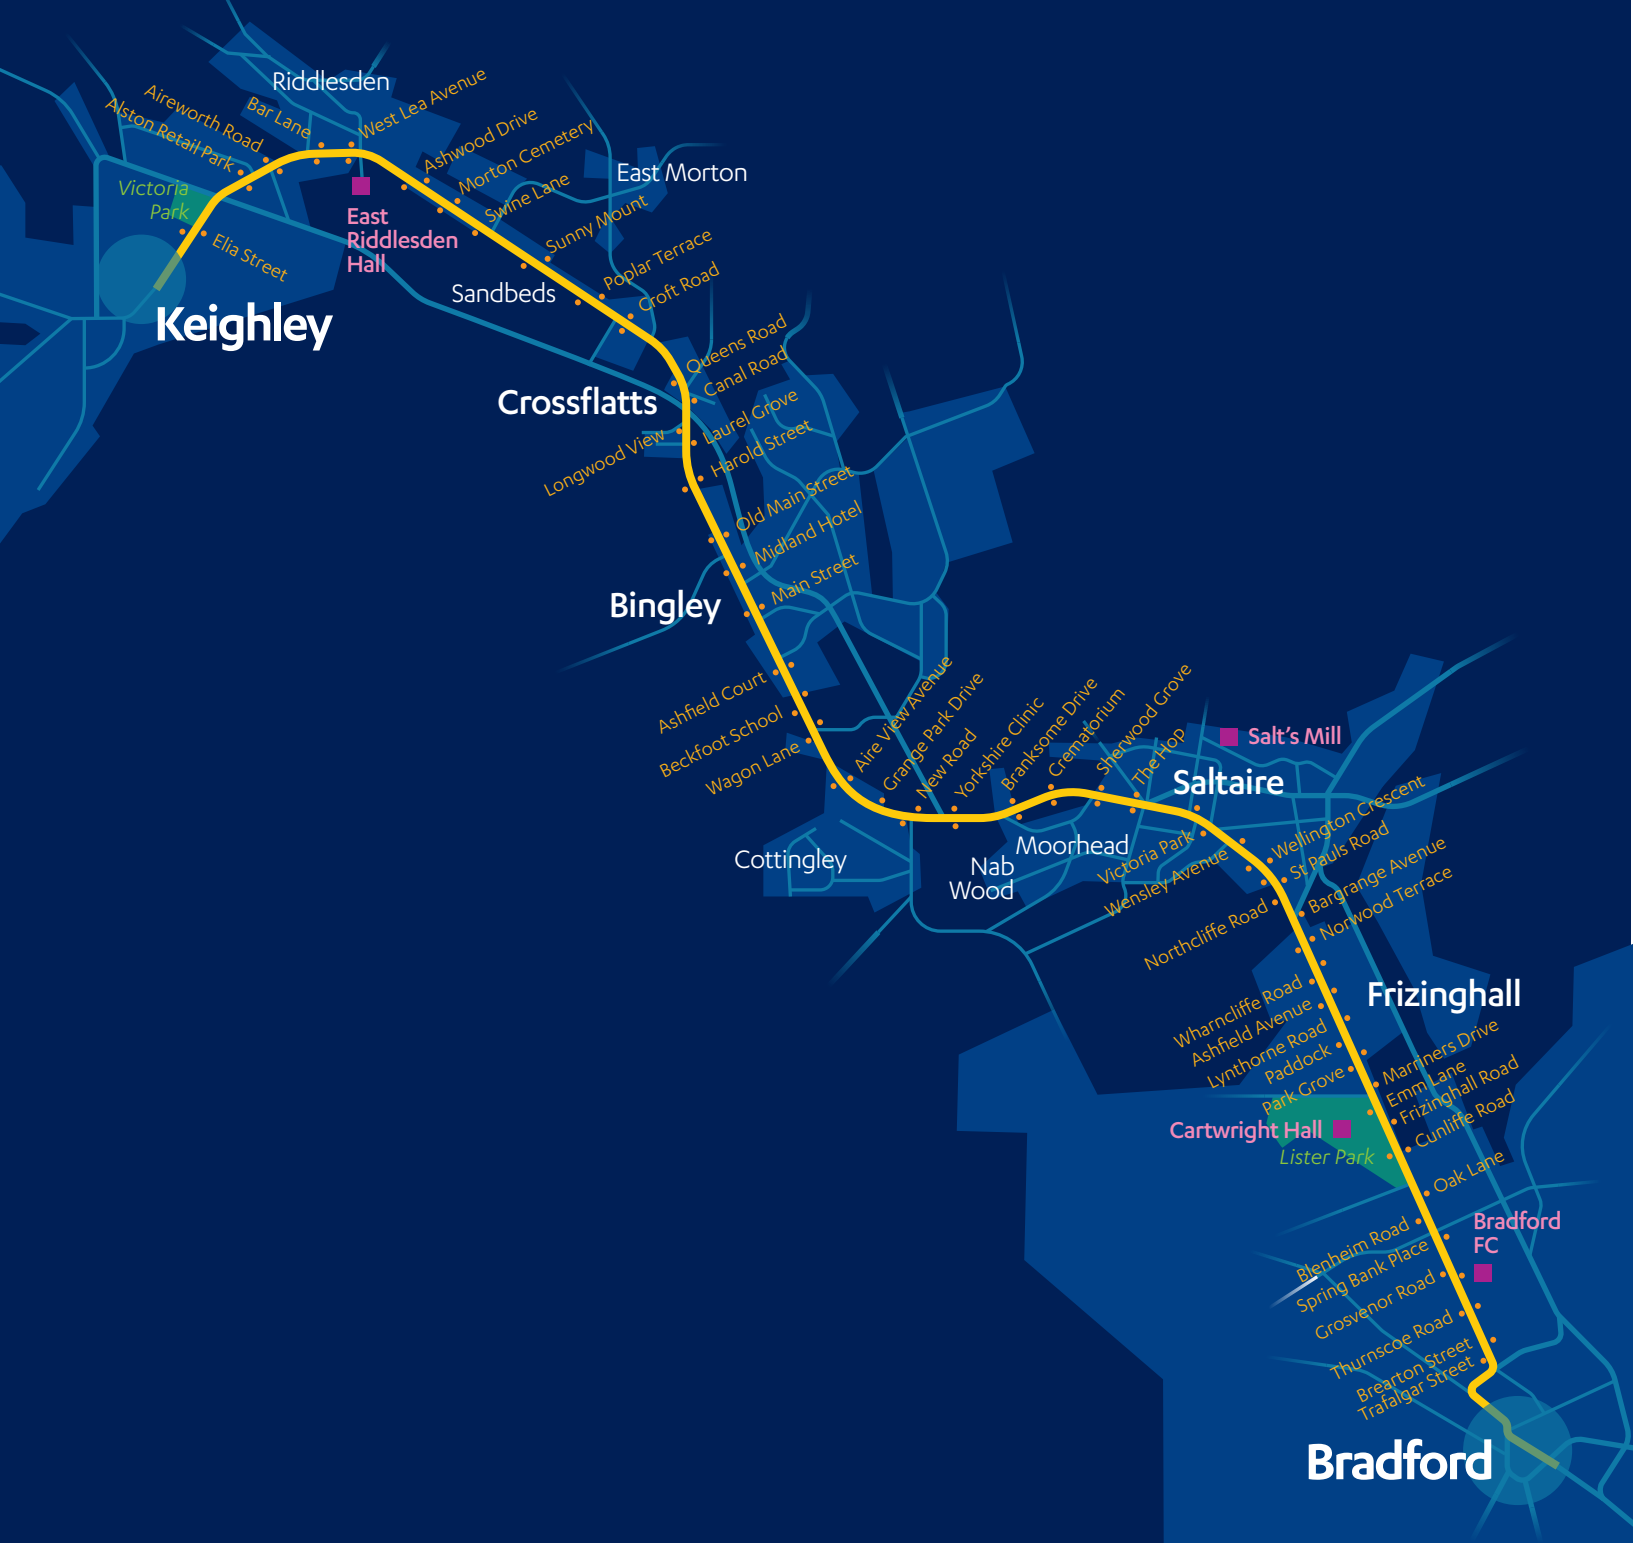 Riddlesden
West Lea Avenue
Bar Lane
Aireworth Road
Alston Retail Park
Ashwood Drive
Morton Cemetery
East Morton
Swine Lane
Victoria
Park
Elia Street
East
Riddlesden
Hall
Sunny Mount
Poplar Terrace
Croft Road
Sandbeds
Keighley
Queens Road
Canal Road
Crossflatts
Laurel Grove
Longwood View
Harold Street
Old Main Street
Midland Hotel
Main Street
Bingley
Ashfield Court
Beckfoot School
Wagon Lane
Aire View Avenue
Grange Park Drive
New Road
Yorkshire Clinic
Branksome Drive
Crematorium
Sherwood Grove
The Hop
Salt's Mill
Saltaire
Cottingley
Nab
Wood
Moorhead
Victoria Park
Wensley Avenue
Wellington Crescent
St Pauls Road
Bargrange Avenue
Norwood Terrace
Northcliffe Road
Frizinghall
Wharncliffe Road
Ashfield Avenue
Lynthorne Road
Paddock
Park Grove
Marriners Drive
Emm Lane
Frizinghall Road
Cunliffe Road
Cartwright Hall
Lister Park
Oak Lane
Blenheim Road
Spring Bank Place
Grosvenor Road
Bradford
FC
Thurnscoe Road
Brearton Street
Trafalgar Street
Bradford